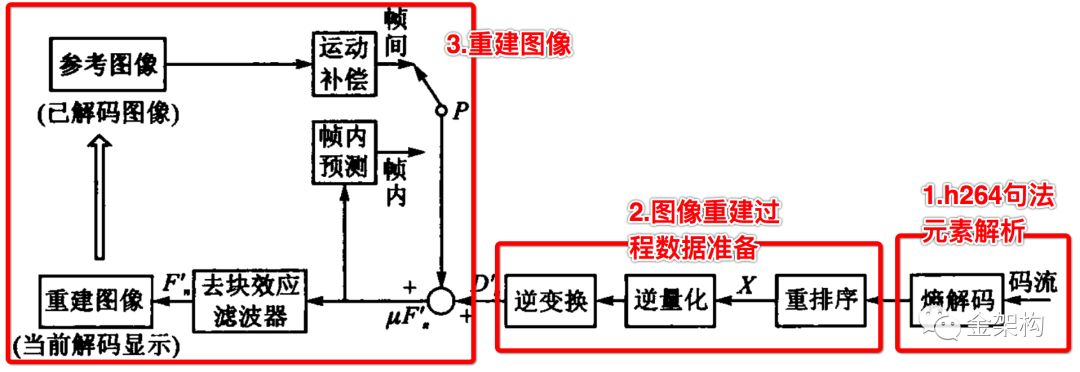 3.重建图像
参考图像
(已解码图像)
运动
补偿
帧
间
P
帧内
预测
帧
内
2.图像重建过
程数据准备
1.h264句法
元素解析
重建图像
(当前解码显示)
F'n
去块效应
滤波器
+
μF'n
+
D'n
逆变换
逆量化
X
重排序
熵解码
码流
金架构